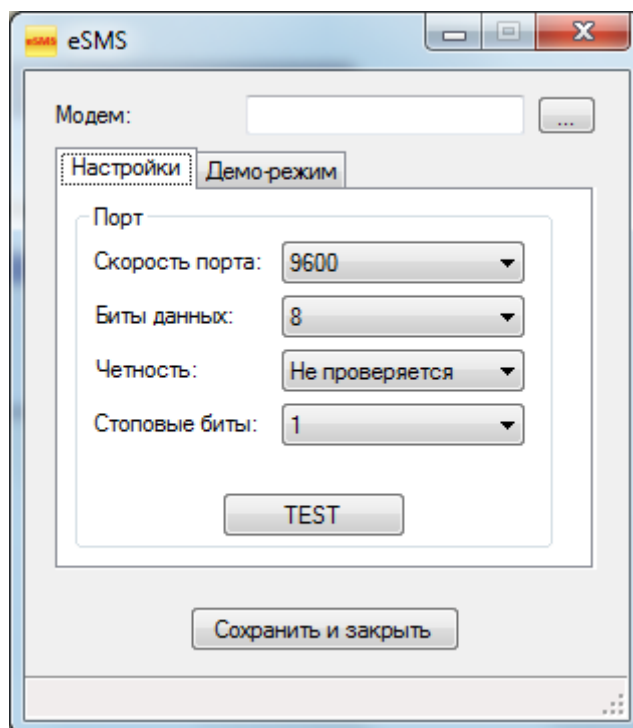 eSMS eSMS
Модем: ...
Настройки Демо-режим
Порт
Скорость порта: 9600
Биты данных: 8
Четность: Не проверяется
Стоповые биты: 1
TEST
Сохранить и закрыть